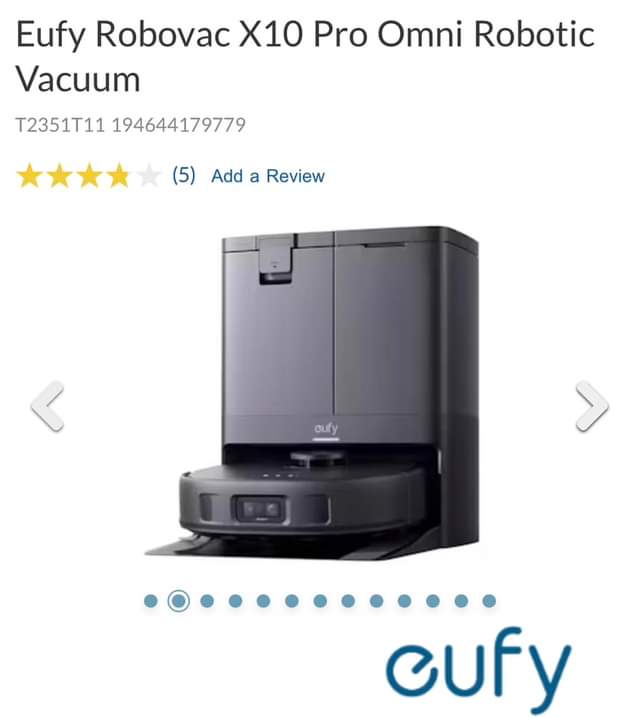 Eufy Robovac X10 Pro Omni Robotic
Vacuum
T2351T11 194644179779
(5) Add a Review
eufy
eufy